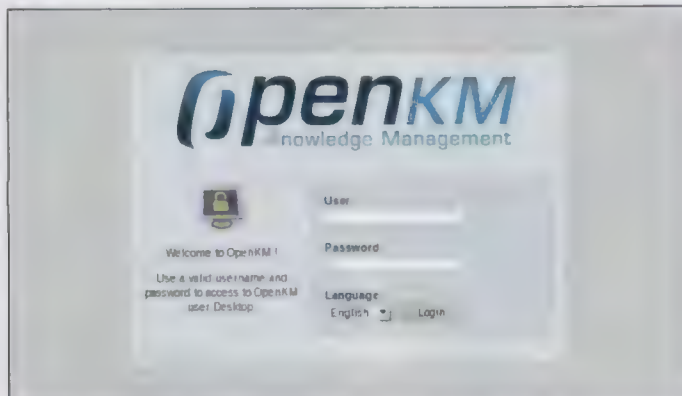 OpenKM
nowledge Management
User
Password
Welcome to OpenKM !
Use a valid username and
password to access to OpenKM
user Desktop
Language
English
Login